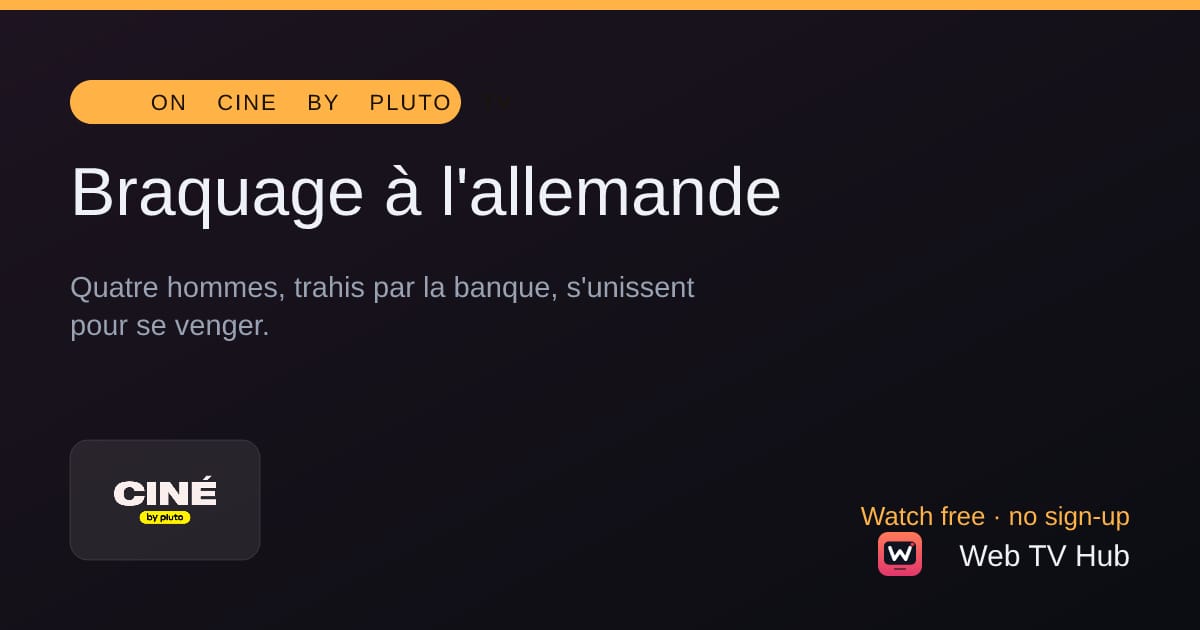 ON CINE BY PLUTO TV
Braquage à l'allemande
Quatre hommes, trahis par la banque, s'unissent
pour se venger.
CINÉ
by pluto
Watch free · no sign-up
W
Web TV Hub